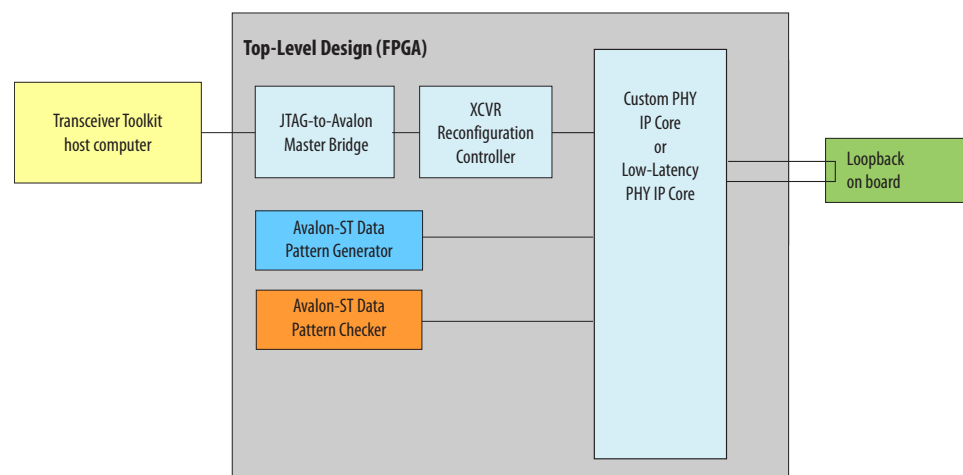 Top-Level Design (FPGA)
Transceiver Toolkit
host computer
JTAG-to-Avalon
Master Bridge
XCVR
Reconfiguration
Controller
Custom PHY
IP Core
or
Low-Latency
PHY IP Core
Loopback
on board
Avalon-ST Data
Pattern Generator
Avalon-ST Data
Pattern Checker